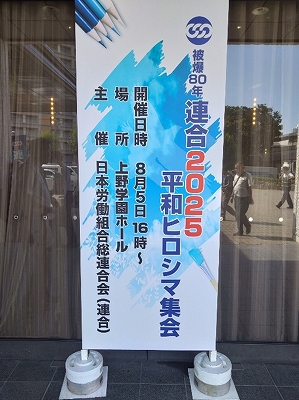 被爆80年
連合2025
平和ヒロシマ集会
開催日時 8月5日 16時~
場所 上野学園ホール
主催 日本労働組合総連合会(連合)